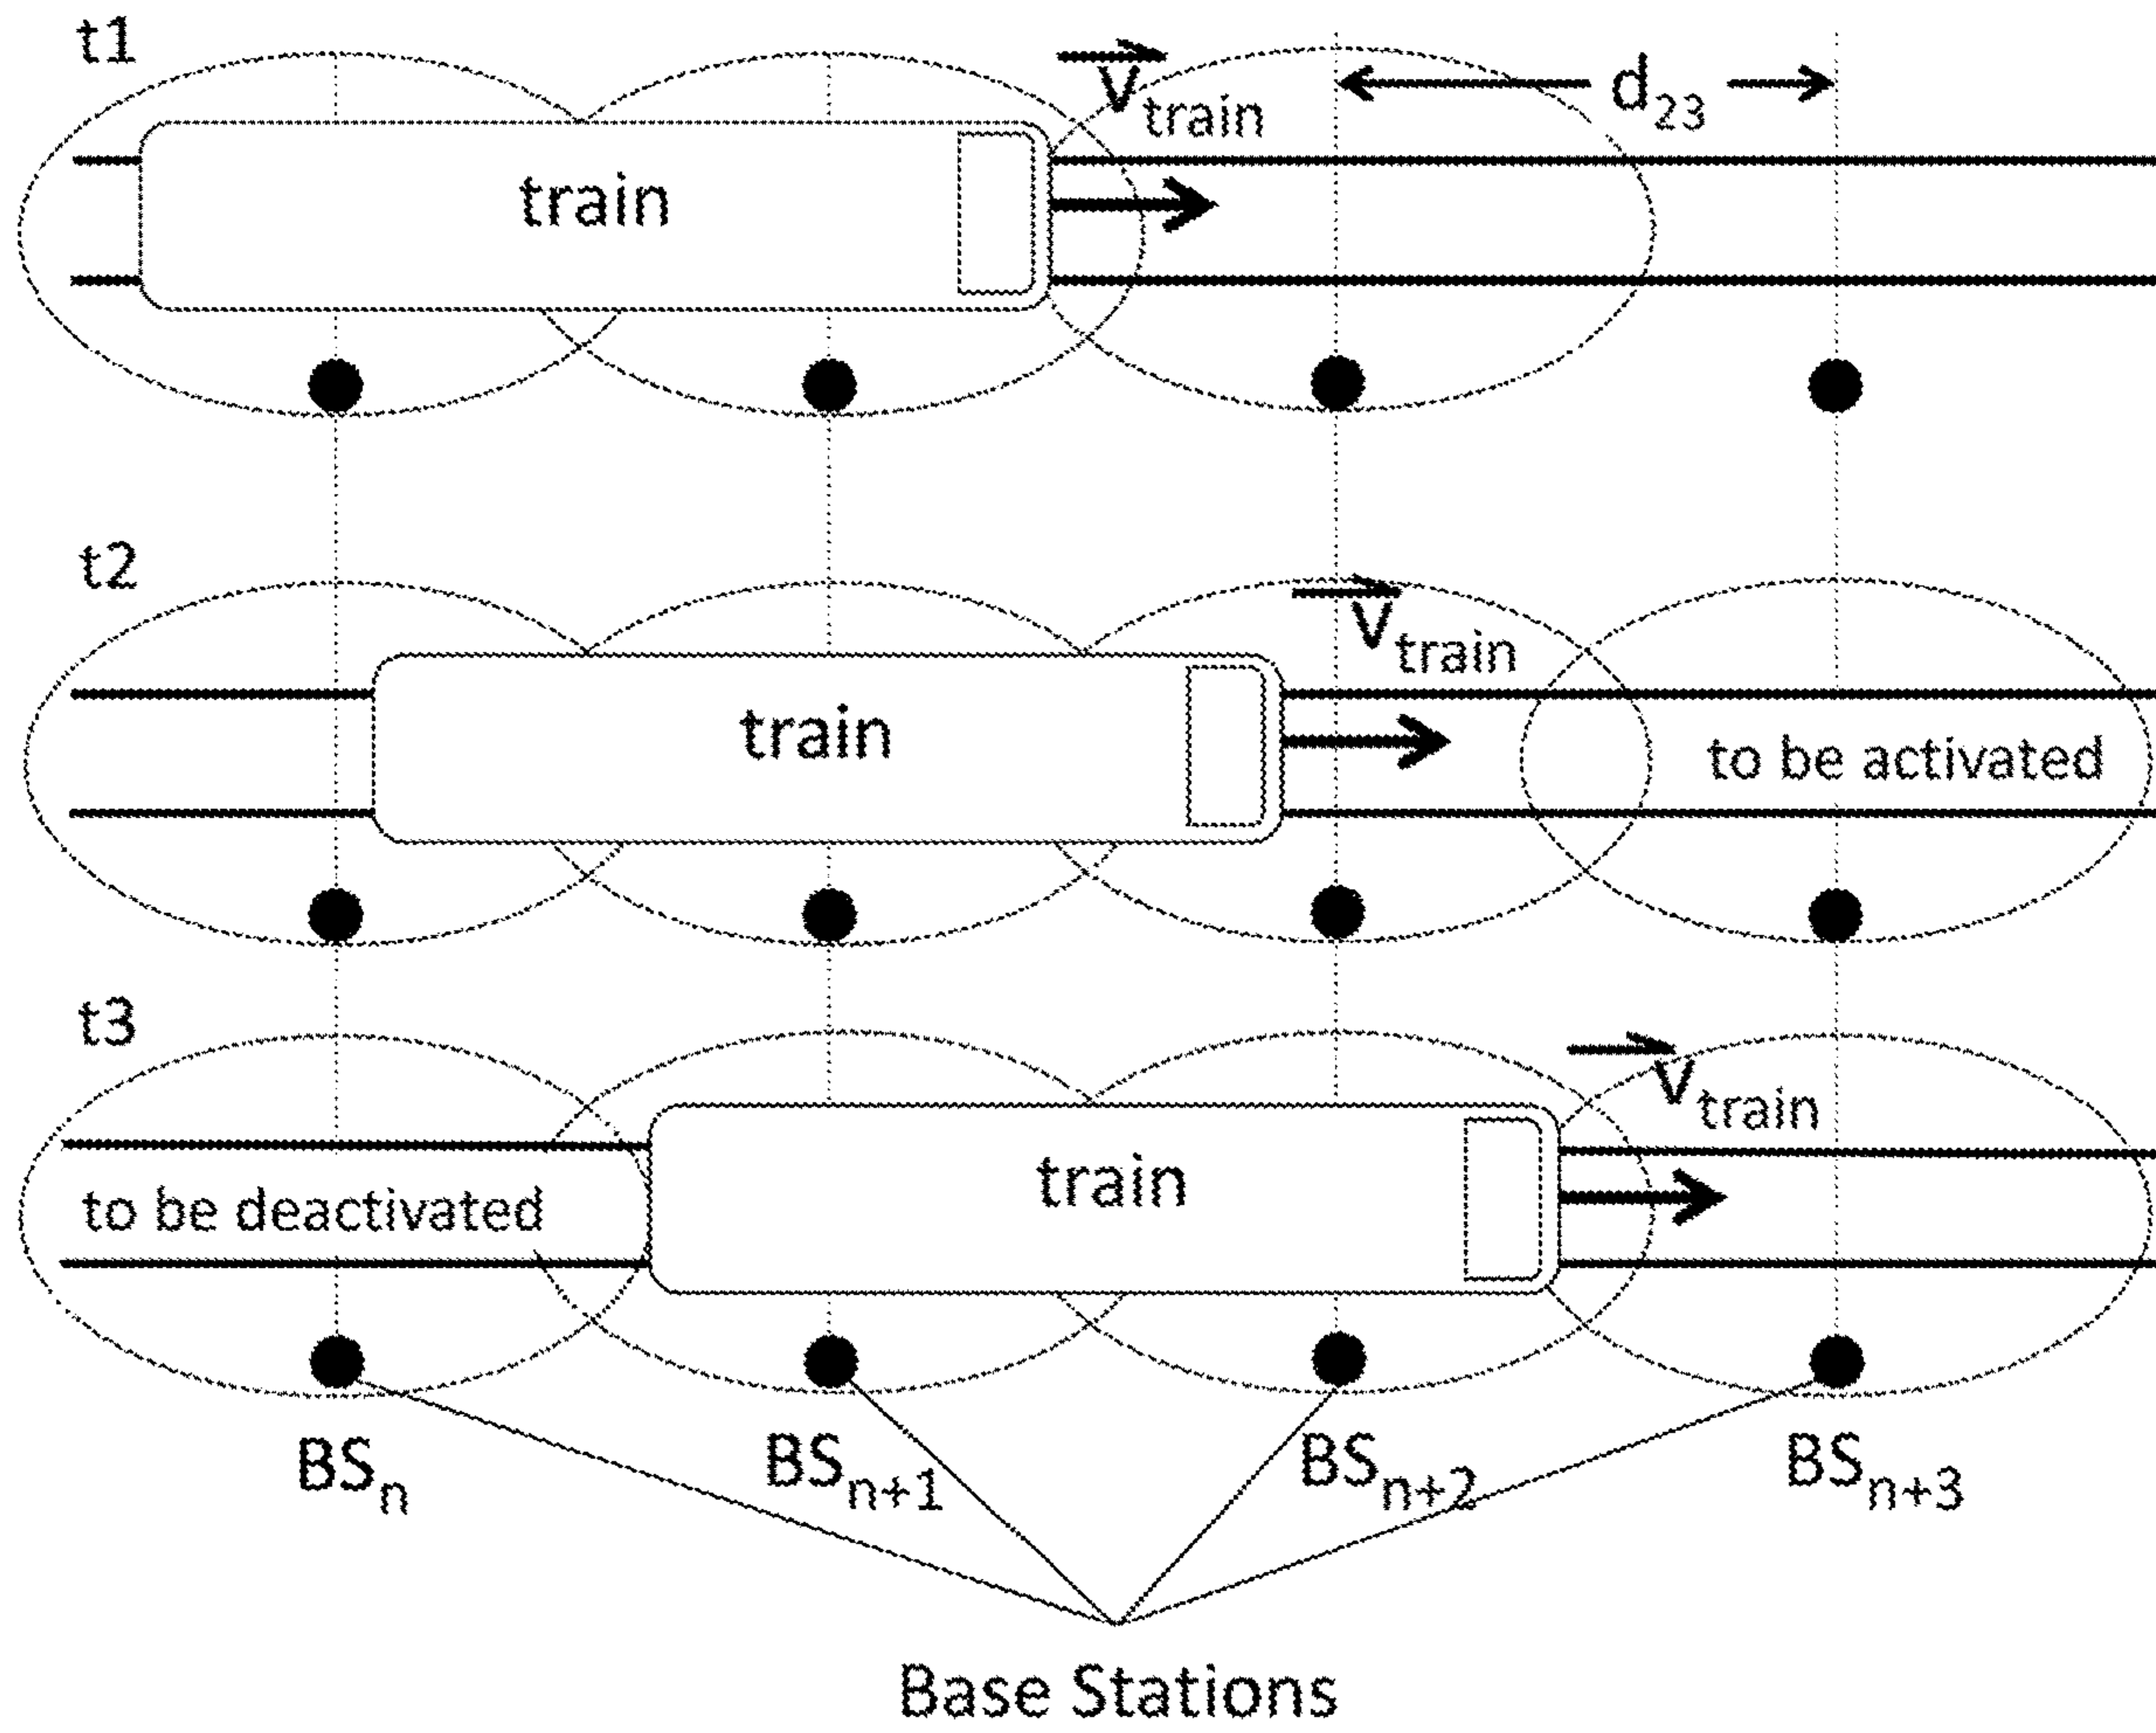 t1
v train
d23
train
t2
v train
train
to be activated
t3
v train
train
to be deactivated
BSn
BSn+1
BSn+2
BSn+3
Base Stations